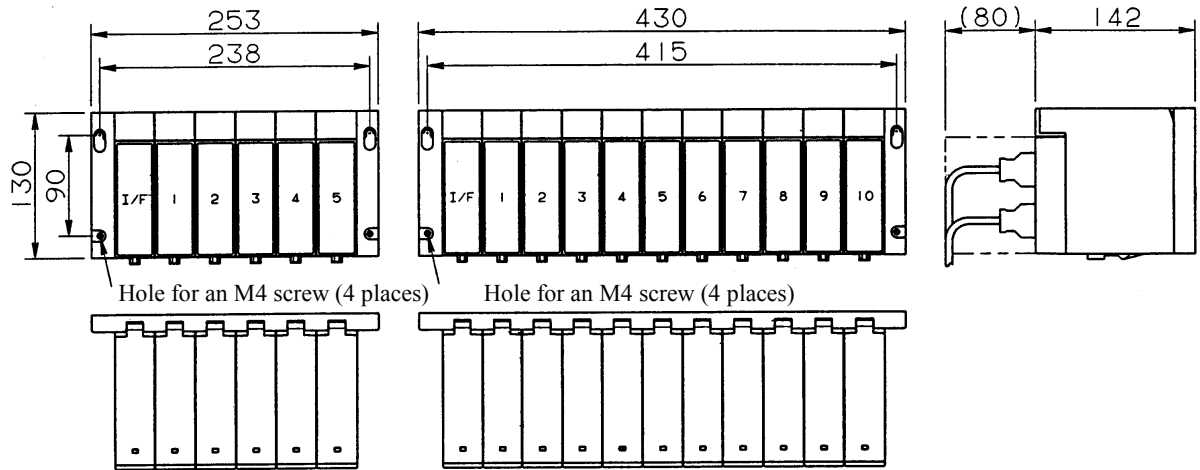 253 430 (80) 142
238 415
130
90
I/F 1 2 3 4 5
I/F 1 2 3 4 5 6 7 8 9 10
Hole for an M4 screw (4 places)
Hole for an M4 screw (4 places)